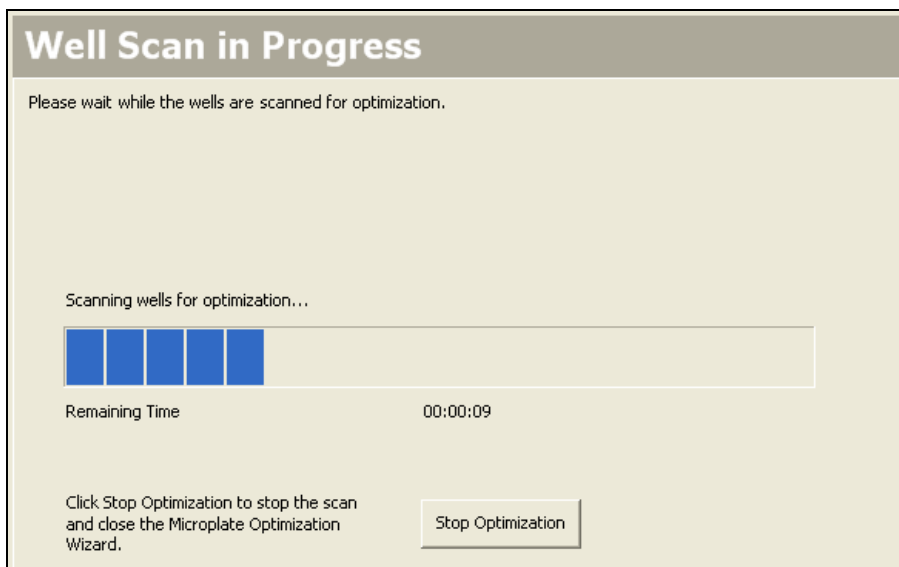 Well Scan in Progress
Please wait while the wells are scanned for optimization.
Scanning wells for optimization...
Remaining Time 00:00:09
Click Stop Optimization to stop the scan
and close the Microplate Optimization
Wizard.
Stop Optimization